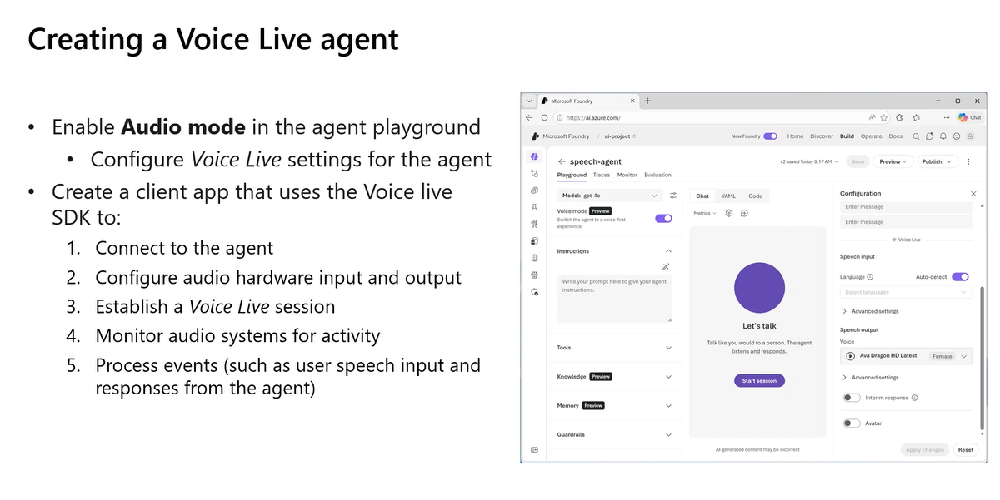 Creating a Voice Live agent
• Enable Audio mode in the agent playground
• Configure Voice Live settings for the agent
• Create a client app that uses the Voice live
SDK to:
1. Connect to the agent
2. Configure audio hardware input and output
3. Establish a Voice Live session
4. Monitor audio systems for activity
5. Process events (such as user speech input and
responses from the agent)
Microsoft Foundry
https://ai.azure.com/
Chat
Microsoft Foundry / ai-project
New Foundry
Home Discover Build Operate Docs
speech-agent
v2 saved Today 9:17 AM
Save
Preview
Publish
Playground Traces Monitor Evaluation
Model: gpt-4o
Voice mode Preview
Switch the agent to a voice-first
experience.
Instructions
Write your prompt here to give your agent
instructions.
Tools
Knowledge Preview
Memory Preview
Guardrails
Chat YAML Code
Metrics
Let's talk
Talk like you would to a person. The agent
listens and responds.
Start session
AI-generated content may be incorrect
Configuration
Enter message
Enter message
Voice Live
Speech input
Language Auto-detect
Select languages
Advanced settings
Speech output
Voice
Ava Dragon HD Latest Female
Advanced settings
Interim response
Avatar
Apply changes Reset